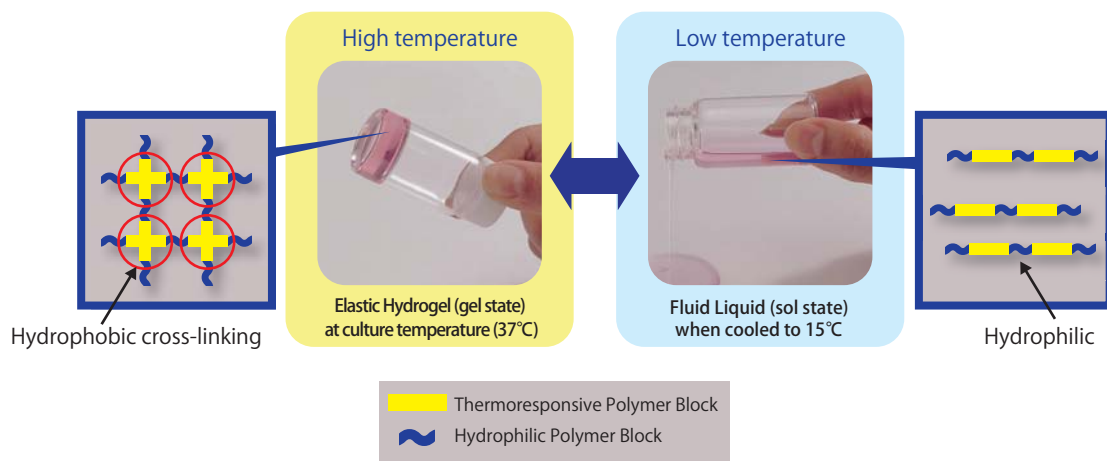 High temperature
Low temperature
Elastic Hydrogel (gel state)
at culture temperature (37℃)
Fluid Liquid (sol state)
when cooled to 15℃
Hydrophobic cross-linking
Hydrophilic
Thermoresponsive Polymer Block
Hydrophilic Polymer Block